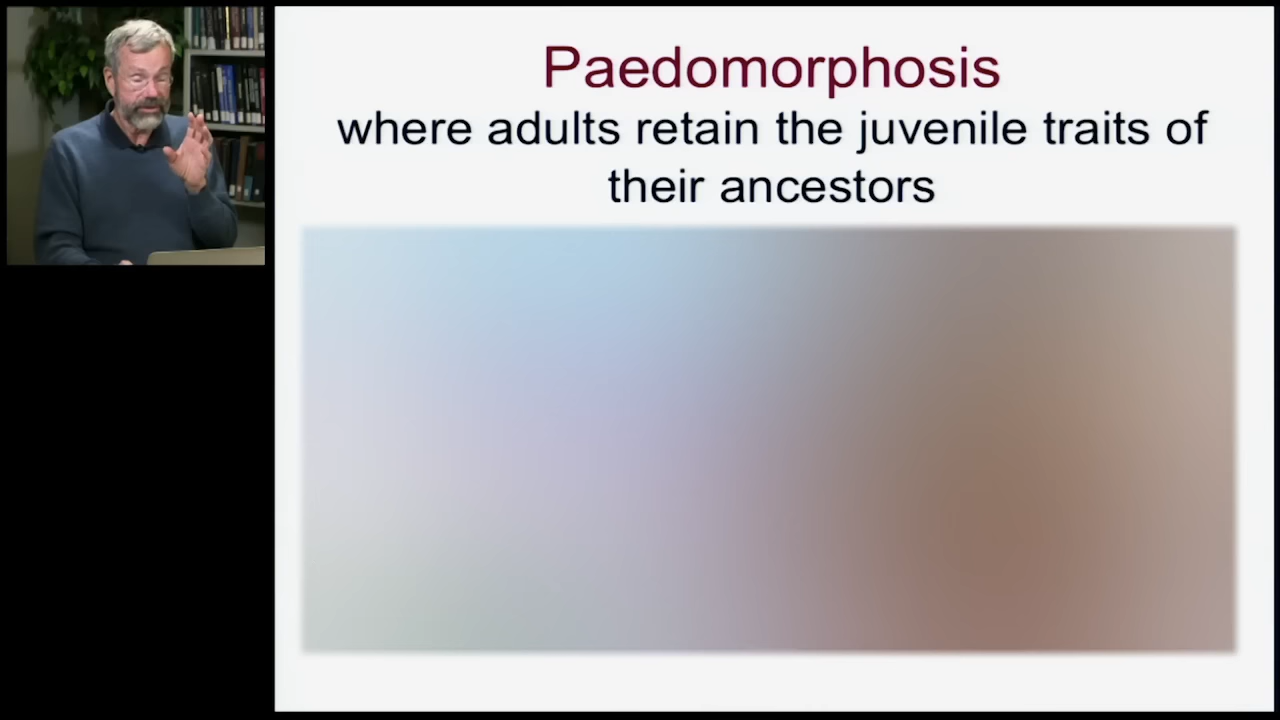 Paedomorphosis
where adults retain the juvenile traits of
their ancestors